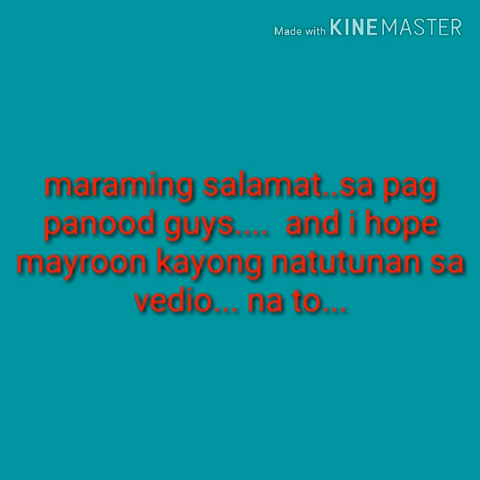 Made with KINEMASTER
maraming salamat..sa pag
panood guys.... and i hope
mayroon kayong natutunan sa
vedio... na to...